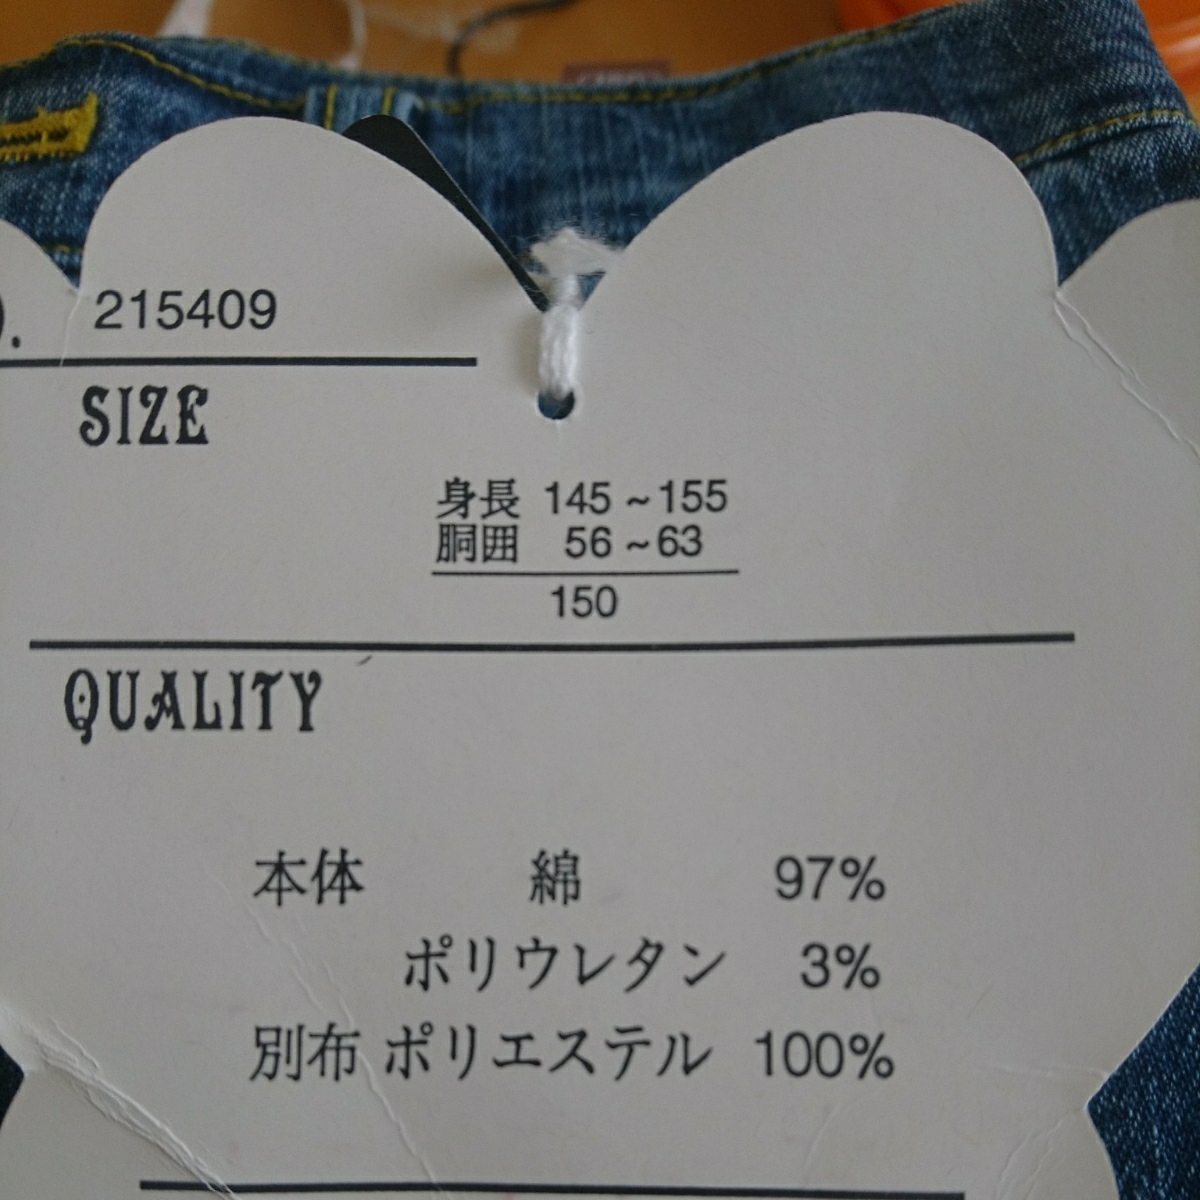 ). 215409
SIZE
身長 145 ~155
胴囲 56 ~63
150
QUALITY
本体 綿 97%
ポリウレタン 3%
別布 ポリエステル 100%